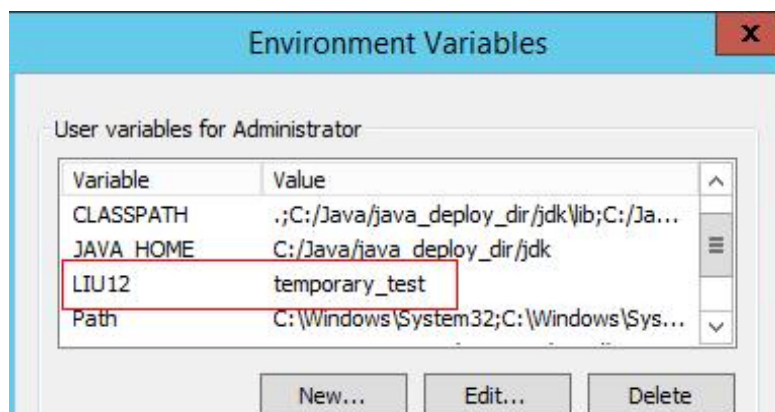 Environment Variables
x
User variables for Administrator
Variable Value
CLASSPATH .;C:/Java/java_deploy_dir/jdk\lib;C:/Ja...
JAVA_HOME C:/Java/java_deploy_dir/jdk
LIU12 temporary_test
Path C:\Windows\System32;C:\Windows\Sys...
New... Edit... Delete